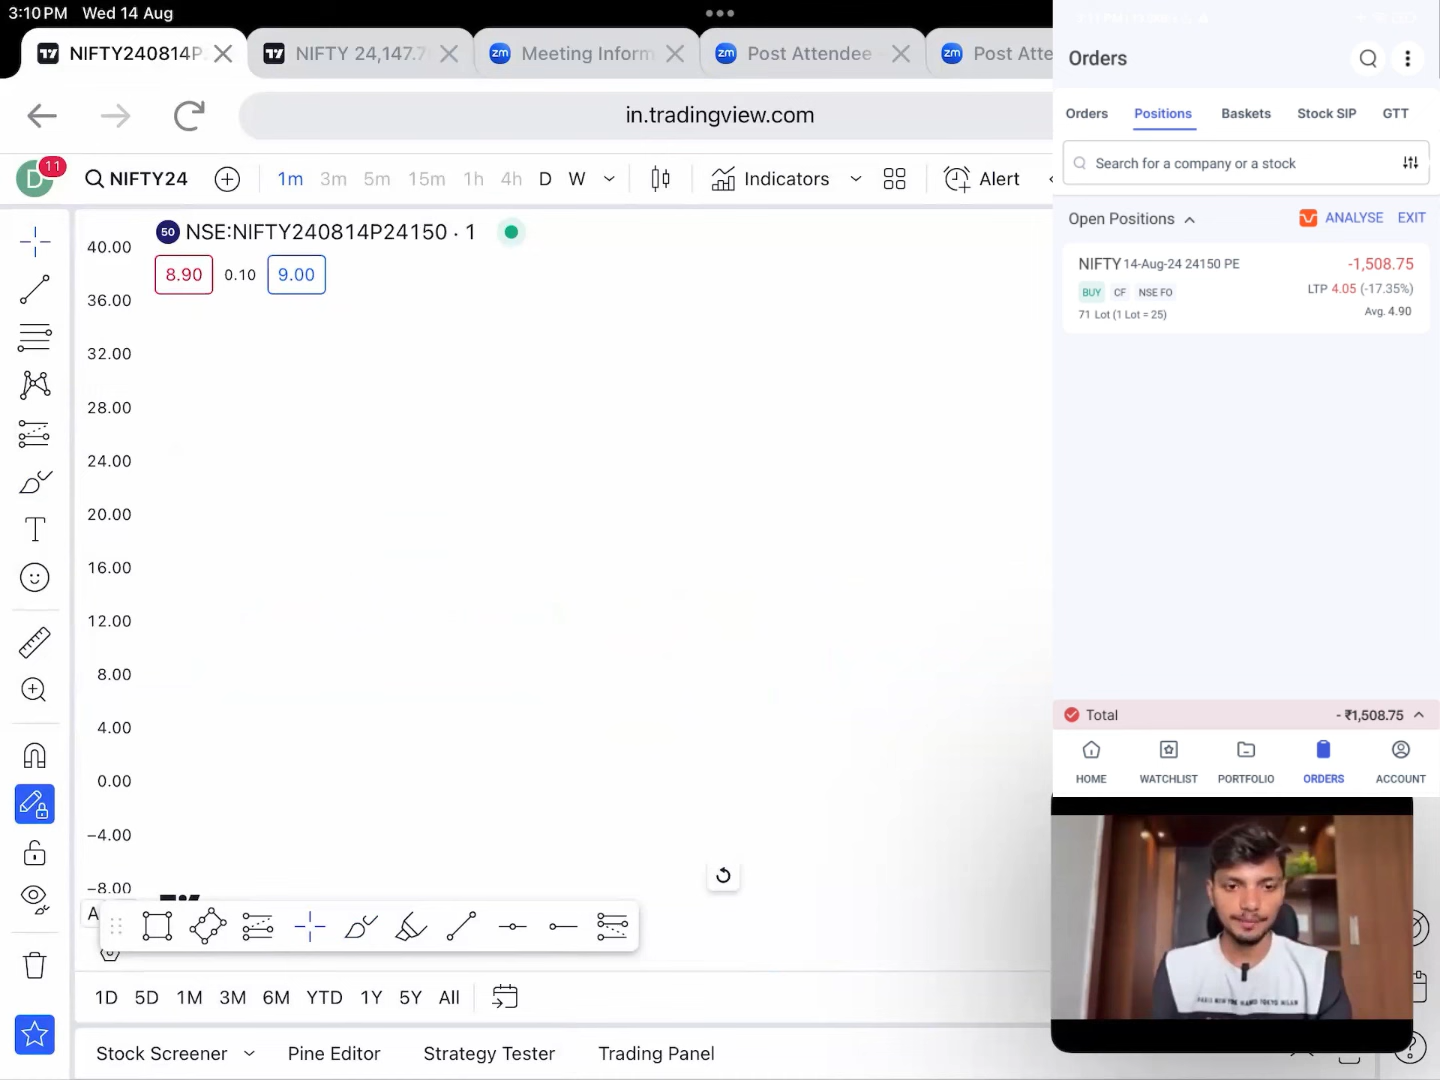 3:10 PM Wed 14 Aug
NIFTY240814P
NIFTY 24,147.7
zm Meeting Inform
zm Post Attendee
zm Post Atte
in.tradingview.com
D 11
NIFTY24
1m 3m 5m 15m 1h 4h D W
Indicators
Alert
50 NSE:NIFTY240814P24150 · 1
8.90 0.10 9.00
40.00
36.00
32.00
28.00
24.00
20.00
16.00
12.00
8.00
4.00
0.00
−4.00
−8.00
A
1D 5D 1M 3M 6M YTD 1Y 5Y All
Stock Screener Pine Editor Strategy Tester Trading Panel
Orders
Orders Positions Baskets Stock SIP GTT
Search for a company or a stock
Open Positions ANALYSE EXIT
NIFTY 14-Aug-24 24150 PE -1,508.75
BUY CF NSE FO LTP 4.05 (-17.35%)
71 Lot (1 Lot = 25) Avg. 4.90
Total - ₹1,508.75
HOME WATCHLIST PORTFOLIO ORDERS ACCOUNT